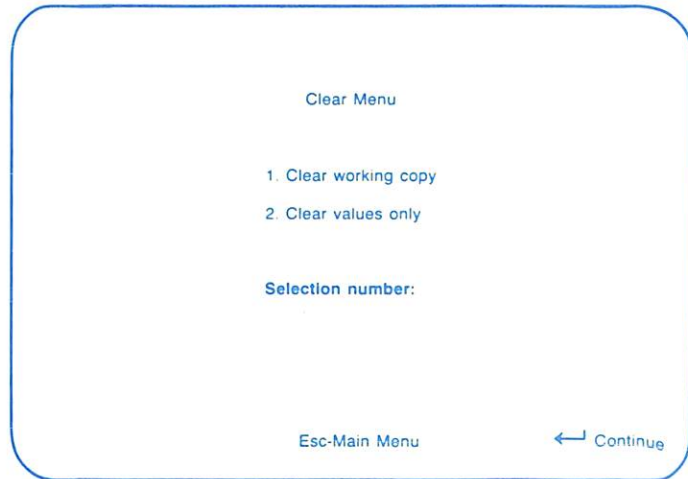 Clear Menu
1. Clear working copy
2. Clear values only
Selection number:
Esc-Main Menu ←┘ Continue